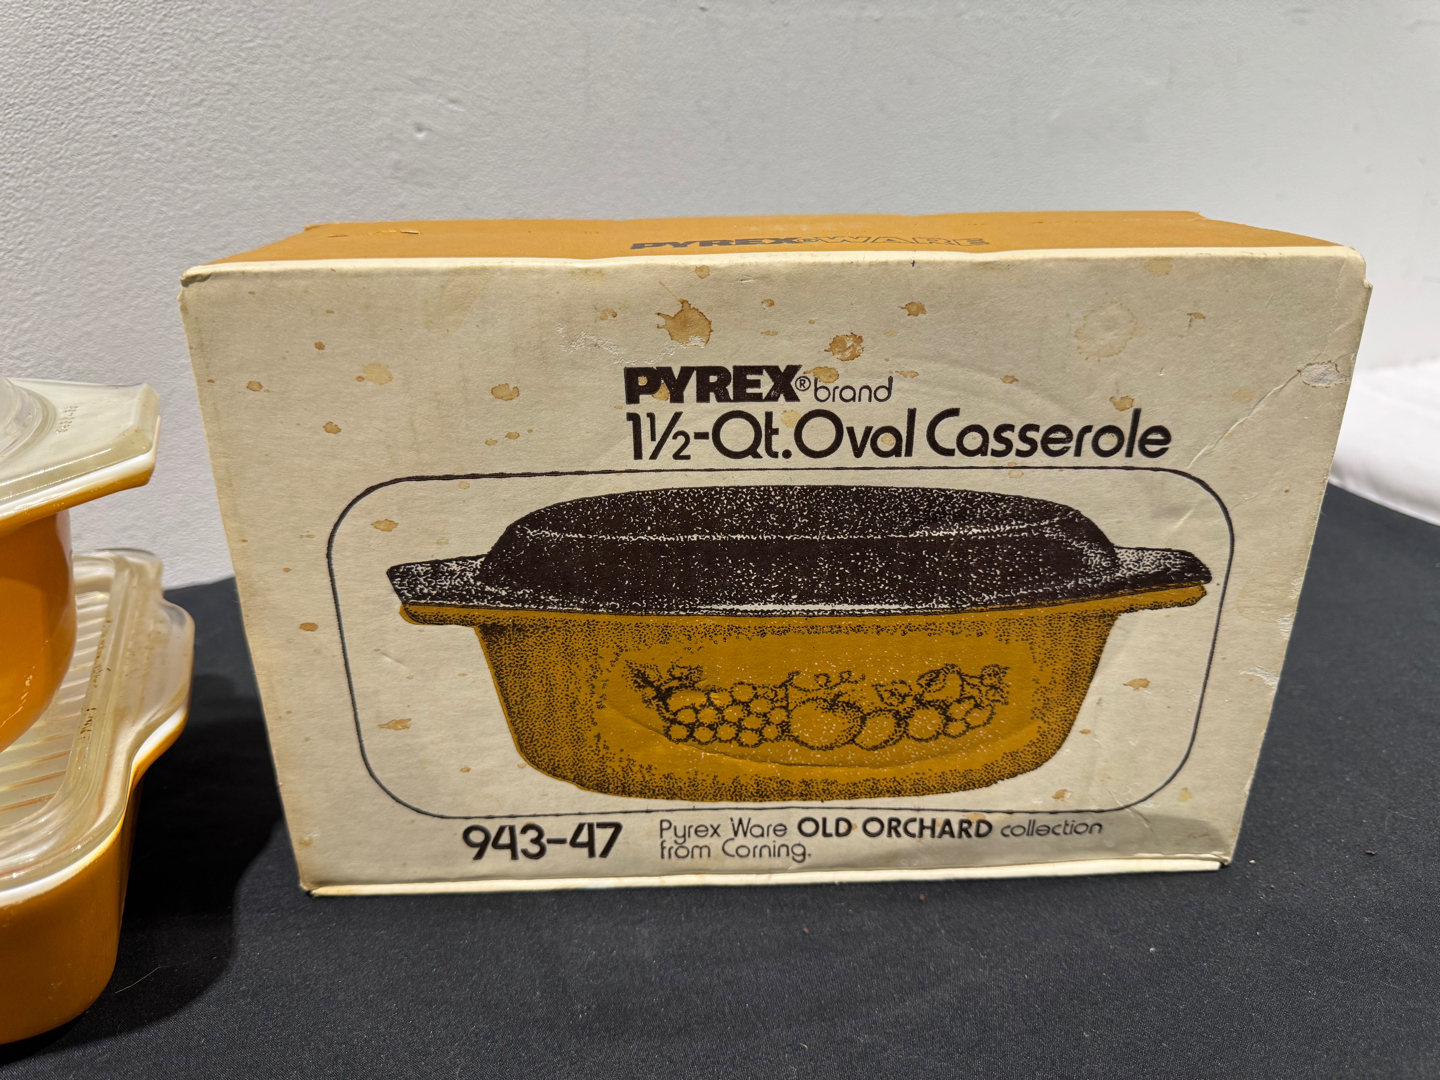 PYREX® WARE
PYREX® brand
1½-Qt. Oval Casserole
943-47
Pyrex Ware OLD ORCHARD collection
from Corning.